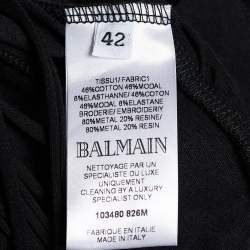 42
TISSU1/FABRIC1
46%COTTON 46%MODAL
8%ELASTHANE/ 46%COTON
46%MODAL 8%ELASTANE
BRODERIE/ EMBROIDERY
80%METAL 20% RESINE/
80%METAL 20% RESIN
BALMAIN
NETTOYAGE PAR UN
SPECIALISTE DU LUXE
UNIQUEMENT
CLEANING BY A LUXURY
SPECIALIST ONLY
103480 826M
FABRIQUE EN ITALIE
MADE IN ITALY